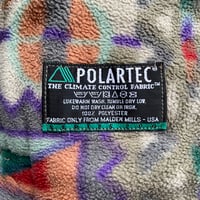 POLARTEC®
THE CLIMATE CONTROL FABRIC™
LUKEWARM WASH, TUMBLE DRY LOW.
DO NOT DRY CLEAN OR IRON.
100% POLYESTER
FABRIC ONLY FROM MALDEN MILLS - USA